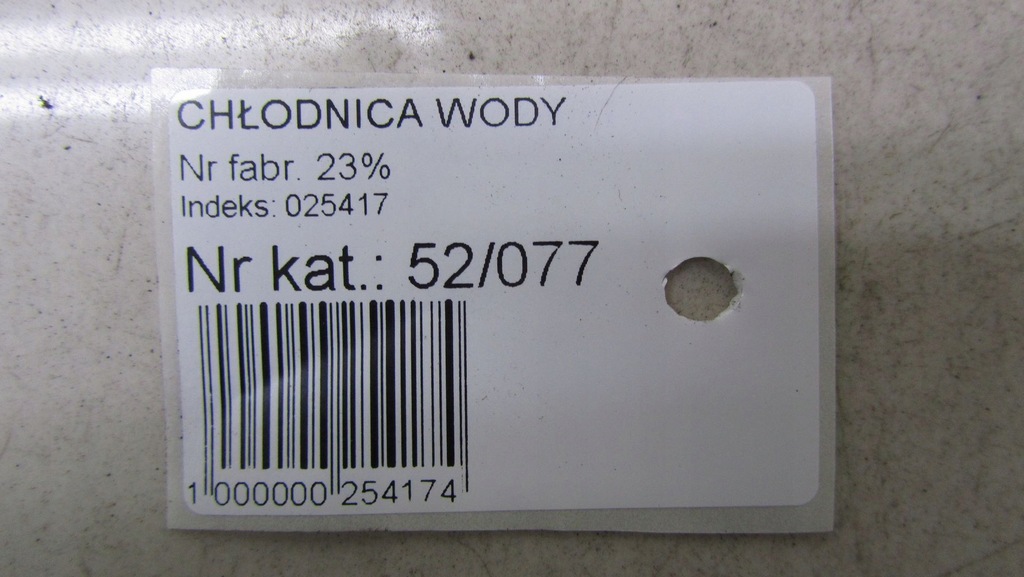 CHŁODNICA WODY
Nr fabr. 23%
Indeks: 025417
Nr kat.: 52/077
1 000000 254174